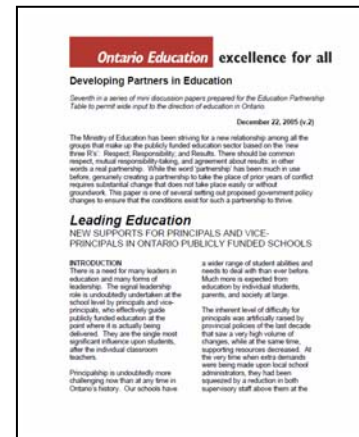 Ontario Education excellence for all
Developing Partners in Education
Seventh in a series of mini discussion papers prepared for the Education Partnership
Table to permit wide input to the direction of education in Ontario.
December 22, 2005 (v.2)
The Ministry of Education has been striving for a new relationship among all the
groups that make up the publicly funded education sector based on the 'new
three R's': Respect; Responsibility; and Results. There should be common
respect, mutual responsibility-taking, and agreement about results; in other
words a real partnership. While the word 'partnership' has been much in use
before, genuinely creating a partnership to take the place of prior years of conflict
requires substantial change that does not take place easily or without
groundwork. This paper is one of several setting out proposed government policy
changes to ensure that the conditions exist for such a partnership to thrive.
Leading Education
NEW SUPPORTS FOR PRINCIPALS AND VICE-
PRINCIPALS IN ONTARIO PUBLICLY FUNDED SCHOOLS
INTRODUCTION
There is a need for many leaders in
education and many forms of
leadership. The signal leadership
role is undoubtedly undertaken at the
school level by principals and vice-
principals, who effectively guide
publicly funded education at the
point where it is actually being
delivered. They are the single most
significant influence upon students,
after the individual classroom
teachers.
Principalship is undoubtedly more
challenging now than at any time in
Ontario's history. Our schools have
a wider range of student abilities and
needs to deal with than ever before.
Much more is expected from
education by individual students,
parents, and society at large.
The inherent level of difficulty for
principals was artificially raised by
provincial policies of the last decade
that saw a very high volume of
changes, while at the same time,
supporting resources decreased. At
the very time when extra demands
were being made upon local school
administrators, they had been
squeezed by a reduction in both
supervisory staff above them at the